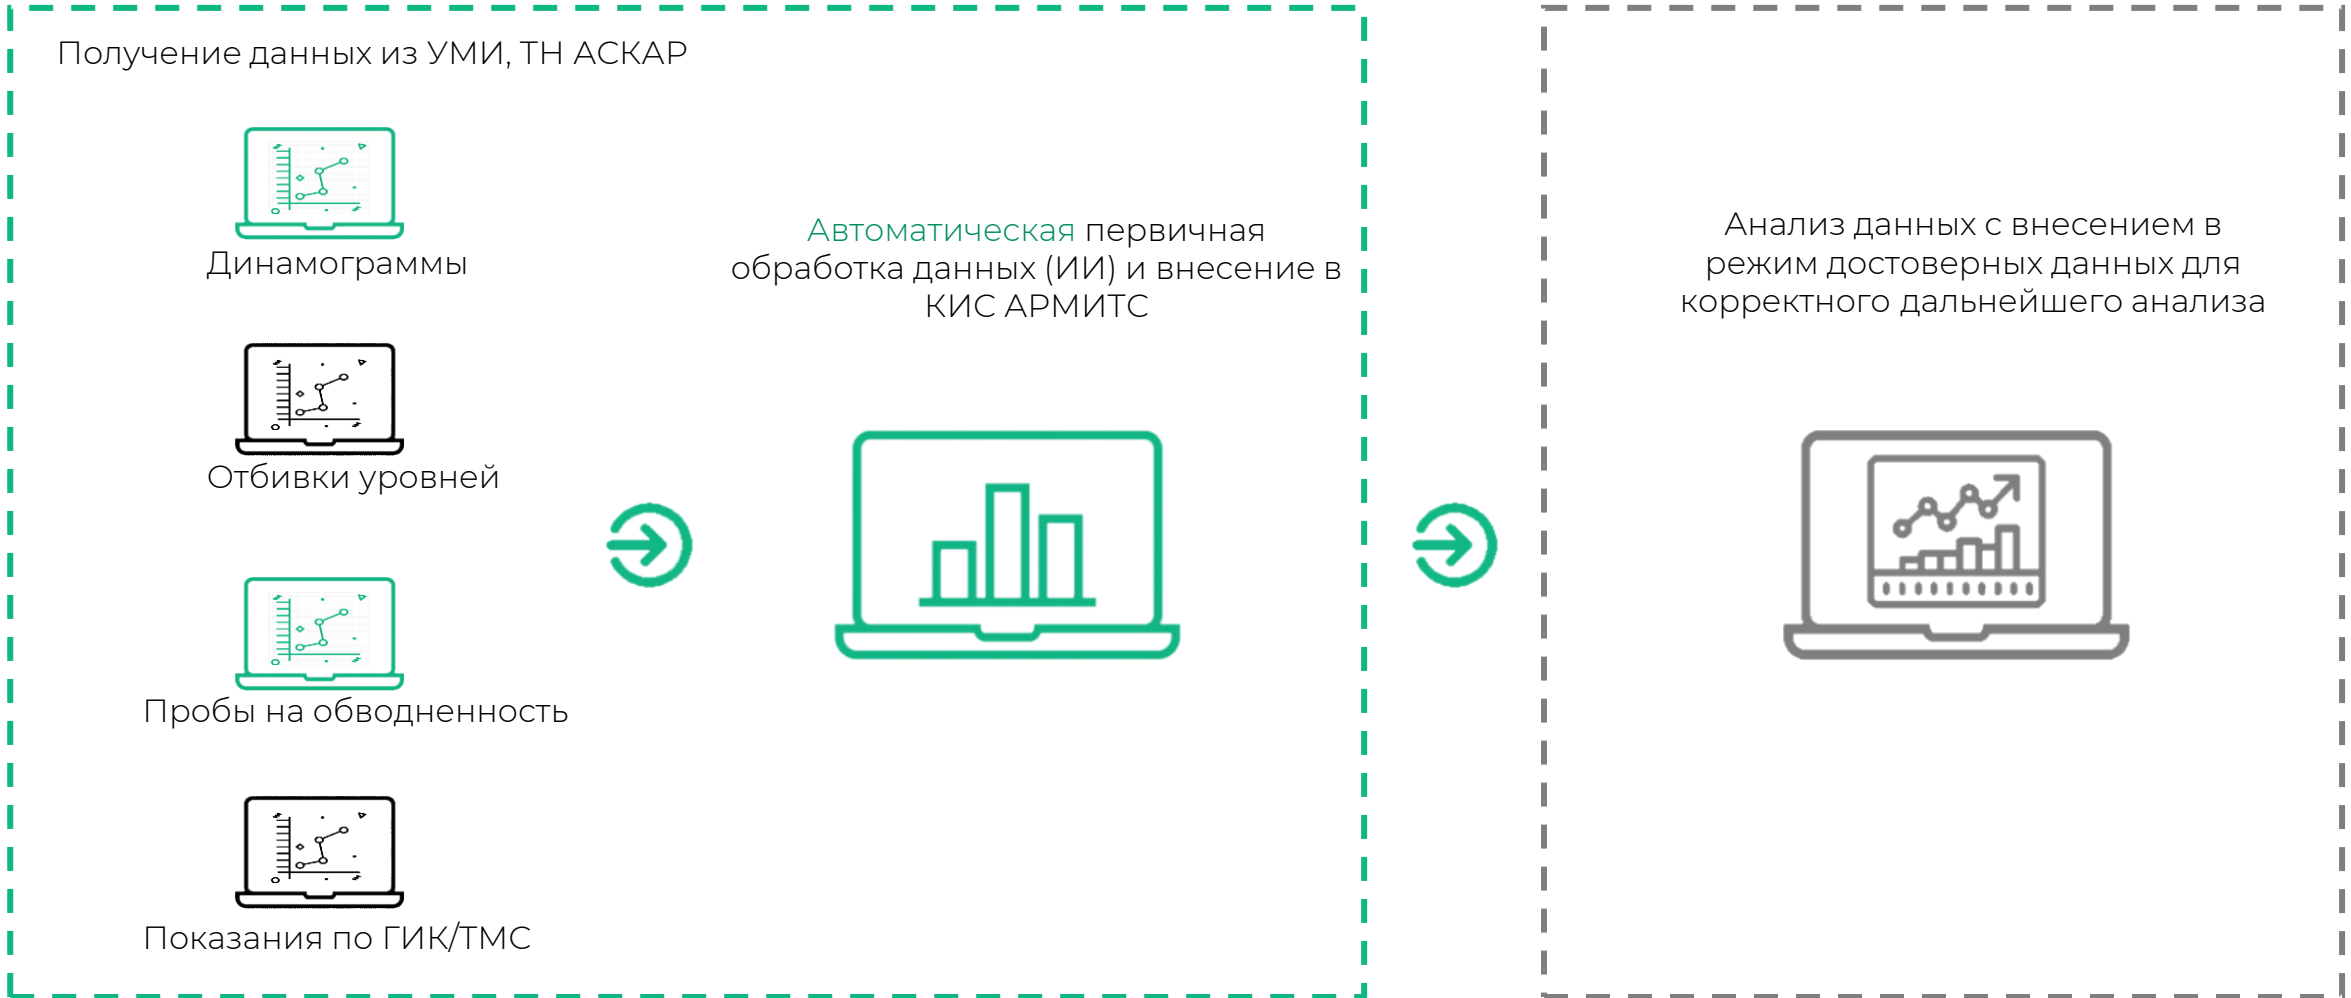 Получение данных из УМИ, ТН АСКАР
Динамограммы
Отбивки уровней
Пробы на обводненность
Показания по ГИК/ТМС
Автоматическая первичная
обработка данных (ИИ) и внесение в
КИС АРМИТС
Анализ данных с внесением в
режим достоверных данных для
корректного дальнейшего анализа